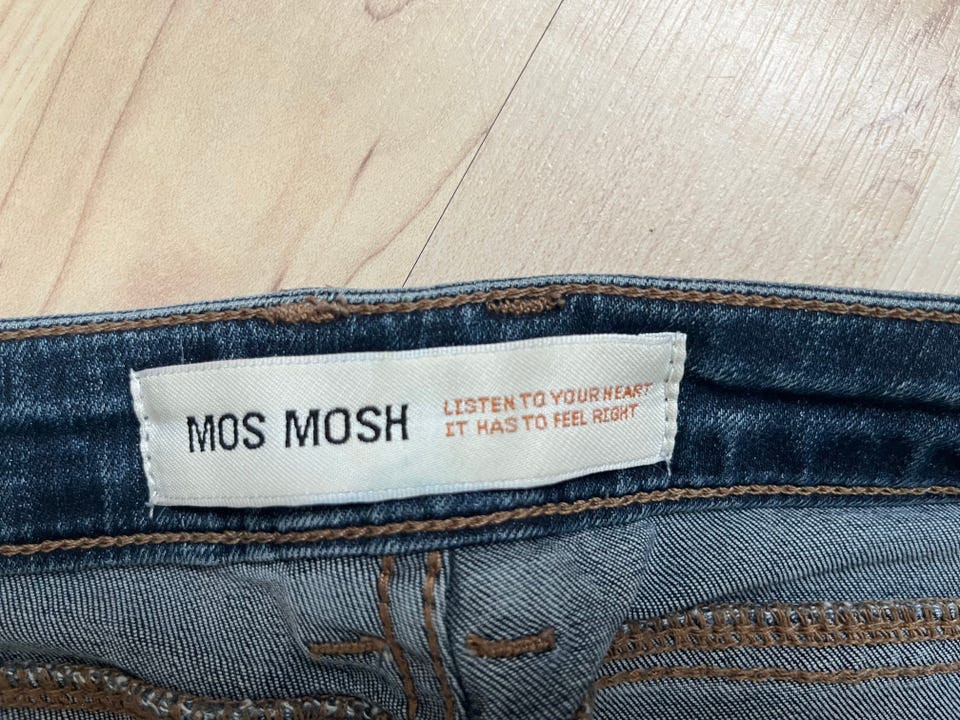 MOS MOSH
LISTEN TO YOUR HEART
IT HAS TO FEEL RIGHT